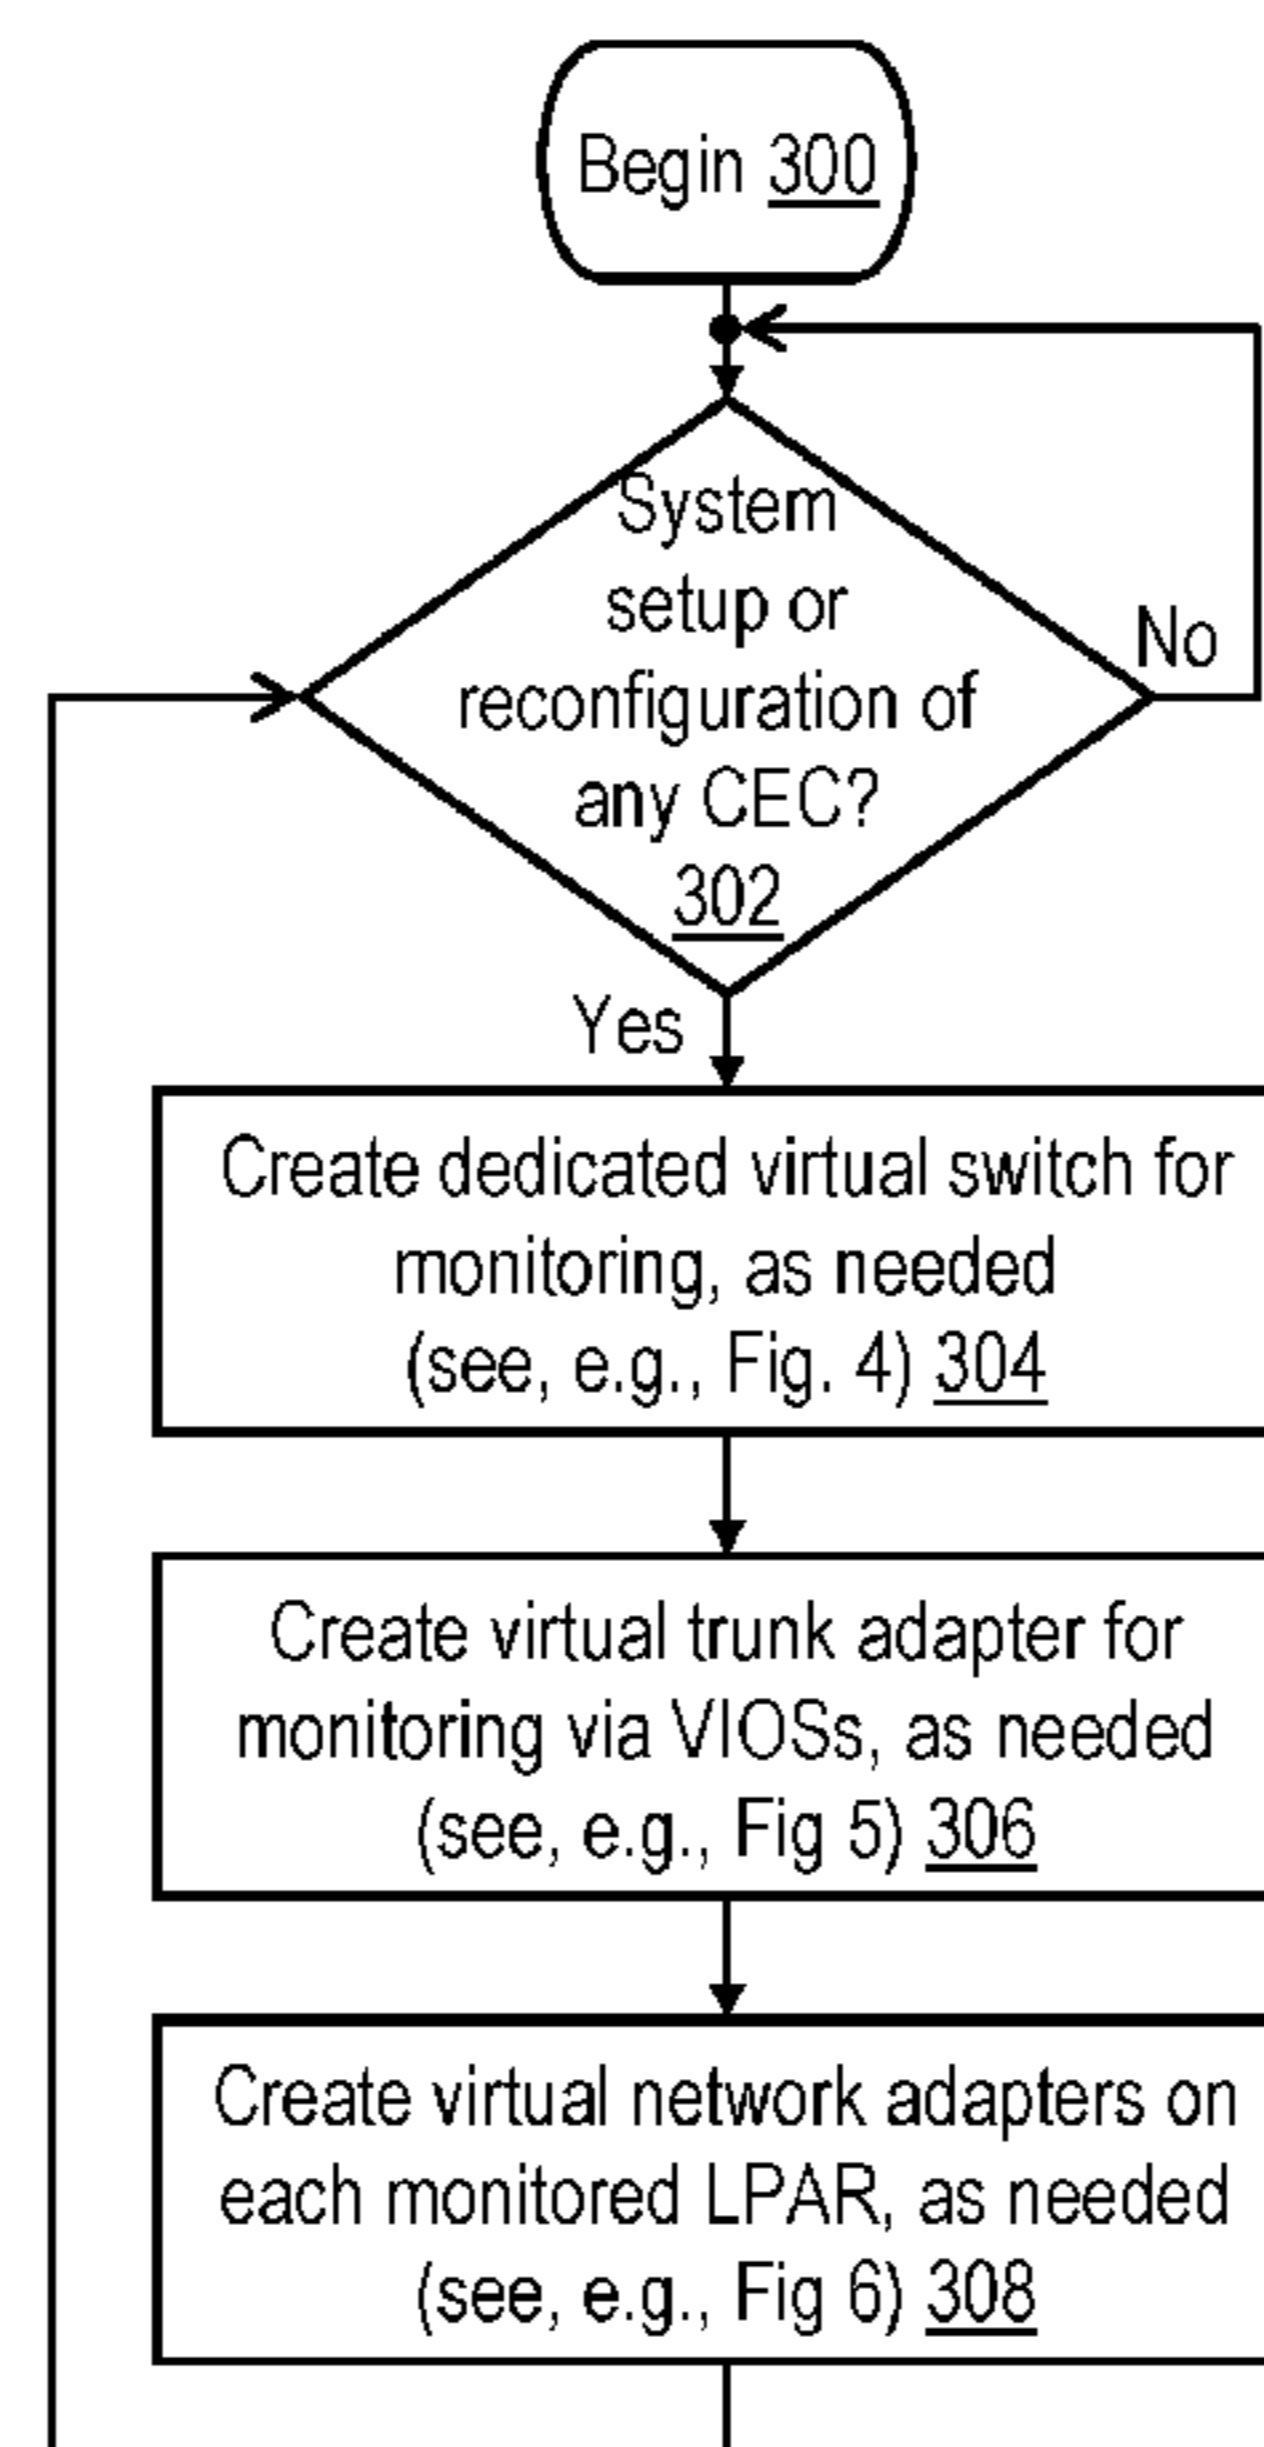 Begin 300
System
setup or
reconfiguration of
any CEC?
302
No
Yes
Create dedicated virtual switch for
monitoring, as needed
(see, e.g., Fig. 4) 304
Create virtual trunk adapter for
monitoring via VIOSs, as needed
(see, e.g., Fig 5) 306
Create virtual network adapters on
each monitored LPAR, as needed
(see, e.g., Fig 6) 308